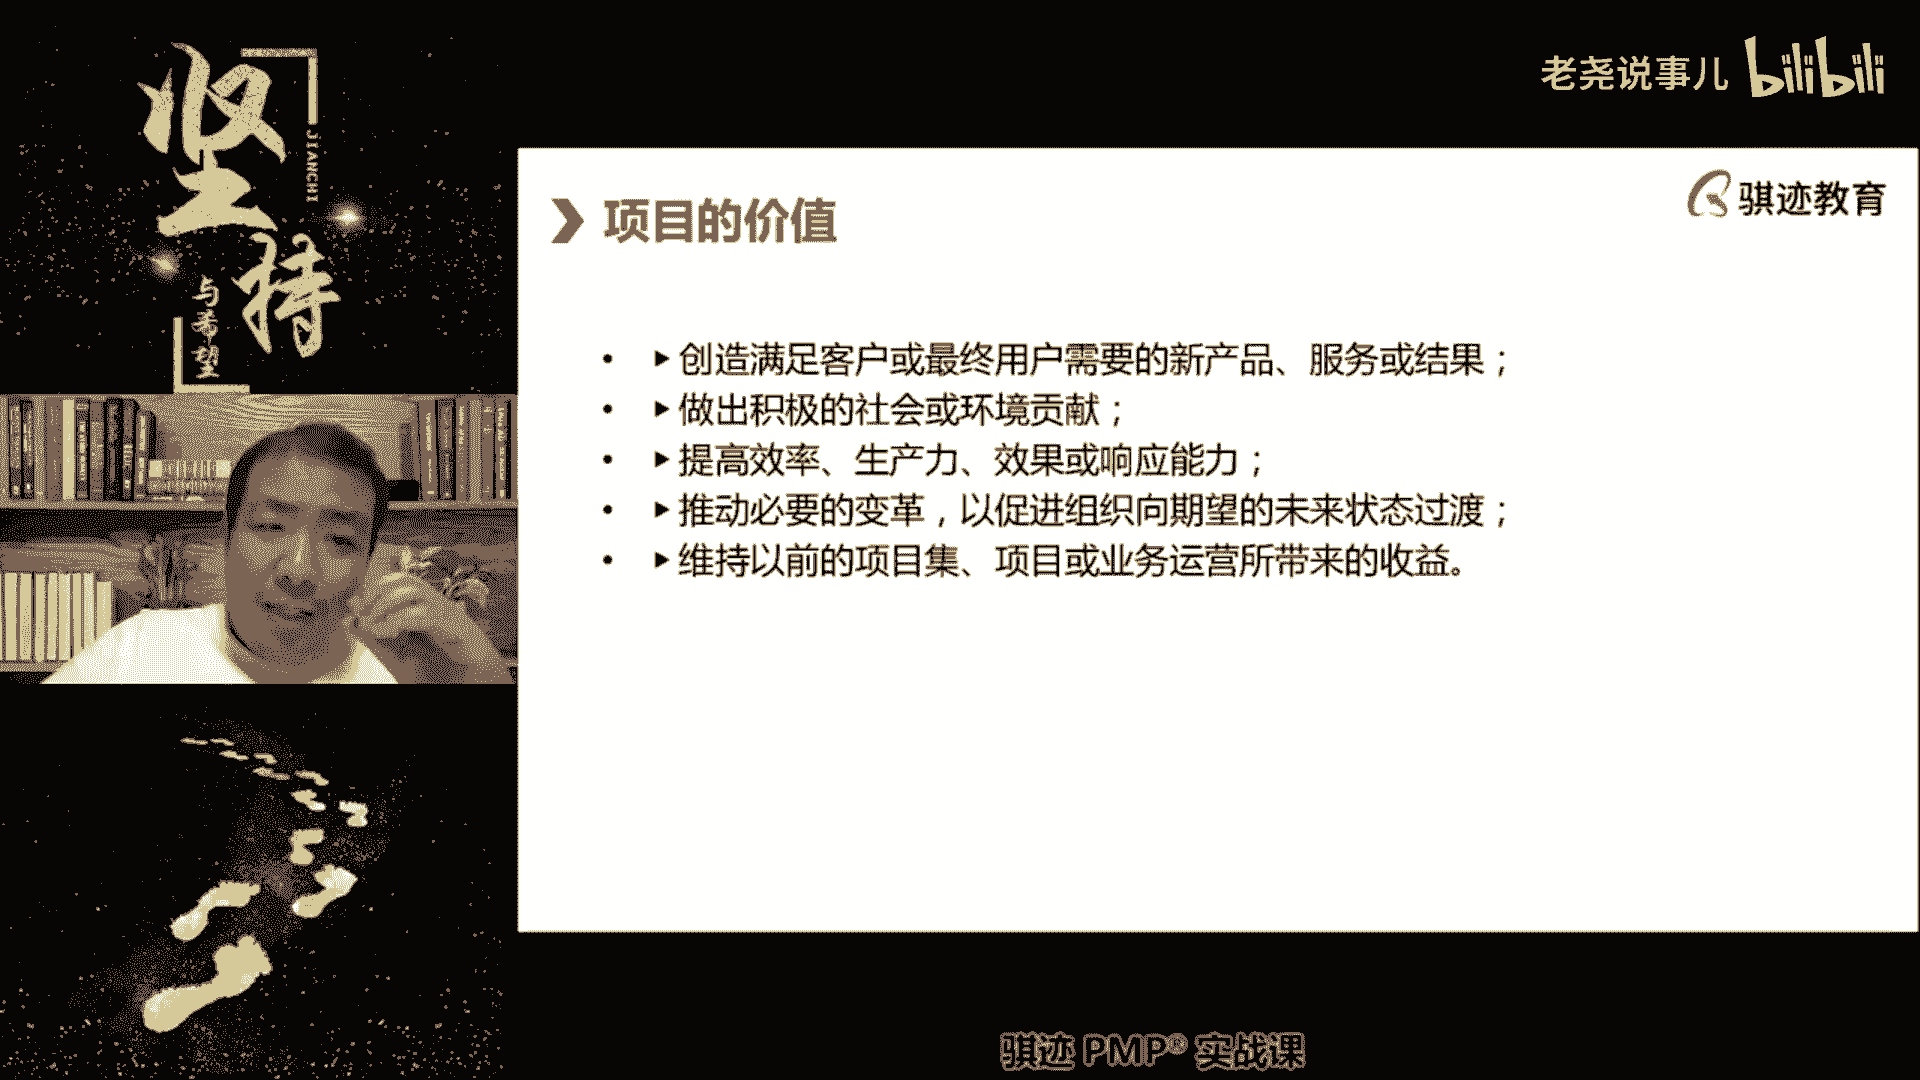 坚持
JIANCHI
与希望
老尧说事儿 bilibili
骐迹教育
项目的价值
• ▶创造满足客户或最终用户需要的新产品、服务或结果；
• ▶做出积极的社会或环境贡献；
• ▶提高效率、生产力、效果或响应能力；
• ▶推动必要的变革，以促进组织向期望的未来状态过渡；
• ▶维持以前的项目集、项目或业务运营所带来的收益。
骐迹 PMP® 实战课